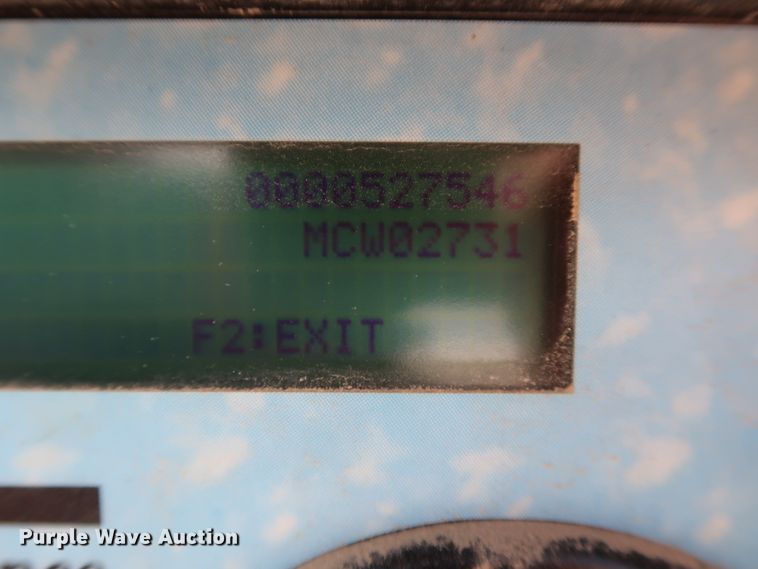 0000527546
MCW02731
F2:EXIT
Purple Wave Auction